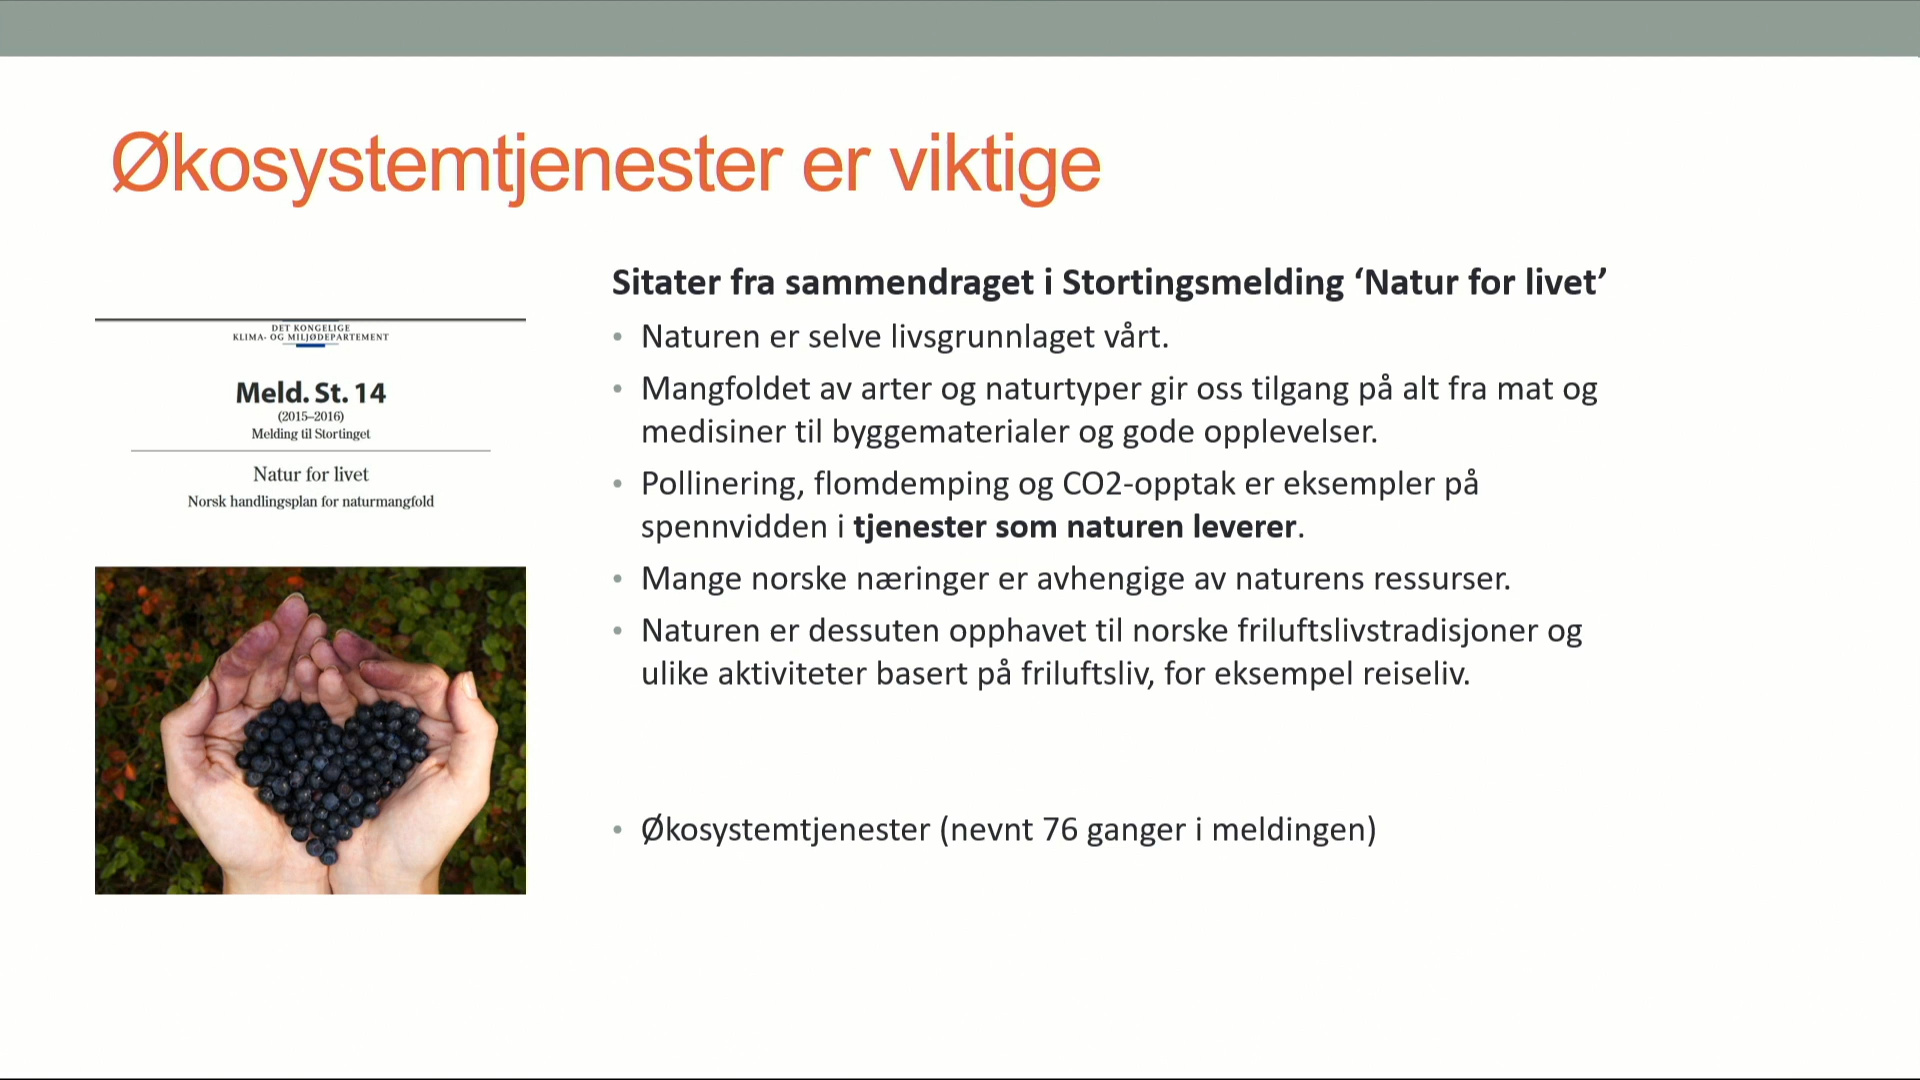 Økosystemtjenester er viktige
DET KONGELIGE
KLIMA- OG MILJØDEPARTEMENT
Meld. St. 14
(2015–2016)
Melding til Stortinget
Natur for livet
Norsk handlingsplan for naturmangfold
Sitater fra sammendraget i Stortingsmelding ‘Natur for livet’
• Naturen er selve livsgrunnlaget vårt.
• Mangfoldet av arter og naturtyper gir oss tilgang på alt fra mat og
medisiner til byggematerialer og gode opplevelser.
• Pollinering, flomdemping og CO2-opptak er eksempler på
spennvidden i tjenester som naturen leverer.
• Mange norske næringer er avhengige av naturens ressurser.
• Naturen er dessuten opphavet til norske friluftslivstradisjoner og
ulike aktiviteter basert på friluftsliv, for eksempel reiseliv.
• Økosystemtjenester (nevnt 76 ganger i meldingen)